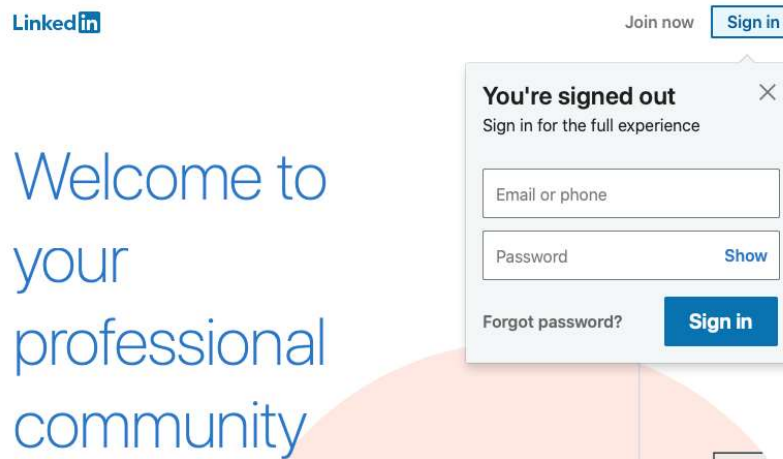 LinkedIn
Join now
Sign in
You're signed out
Sign in for the full experience
Email or phone
Password
Show
Forgot password?
Sign in
Welcome to
your
professional
community